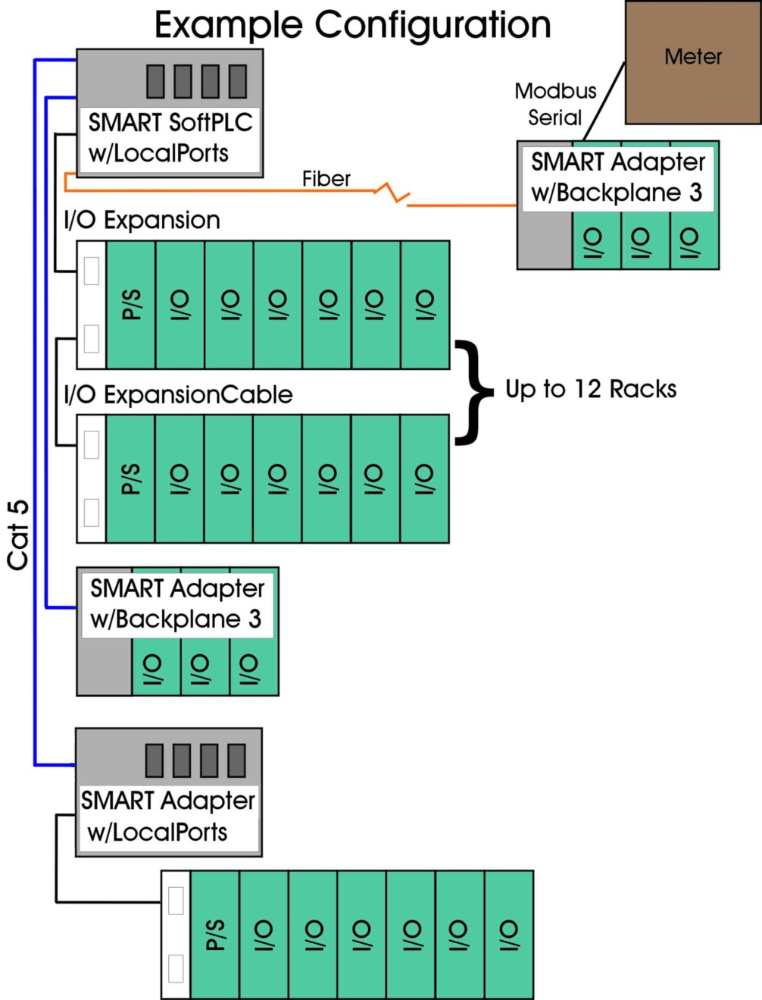 Example Configuration
Meter
Modbus
Serial
SMART SoftPLC
w/LocalPorts
SMART Adapter
w/Backplane 3
I/O I/O I/O
Fiber
I/O Expansion
P/S I/O I/O I/O I/O I/O I/O
Up to 12 Racks
I/O ExpansionCable
P/S I/O I/O I/O I/O I/O I/O
Cat 5
SMART Adapter
w/Backplane 3
I/O I/O I/O
SMART Adapter
w/LocalPorts
P/S I/O I/O I/O I/O I/O I/O